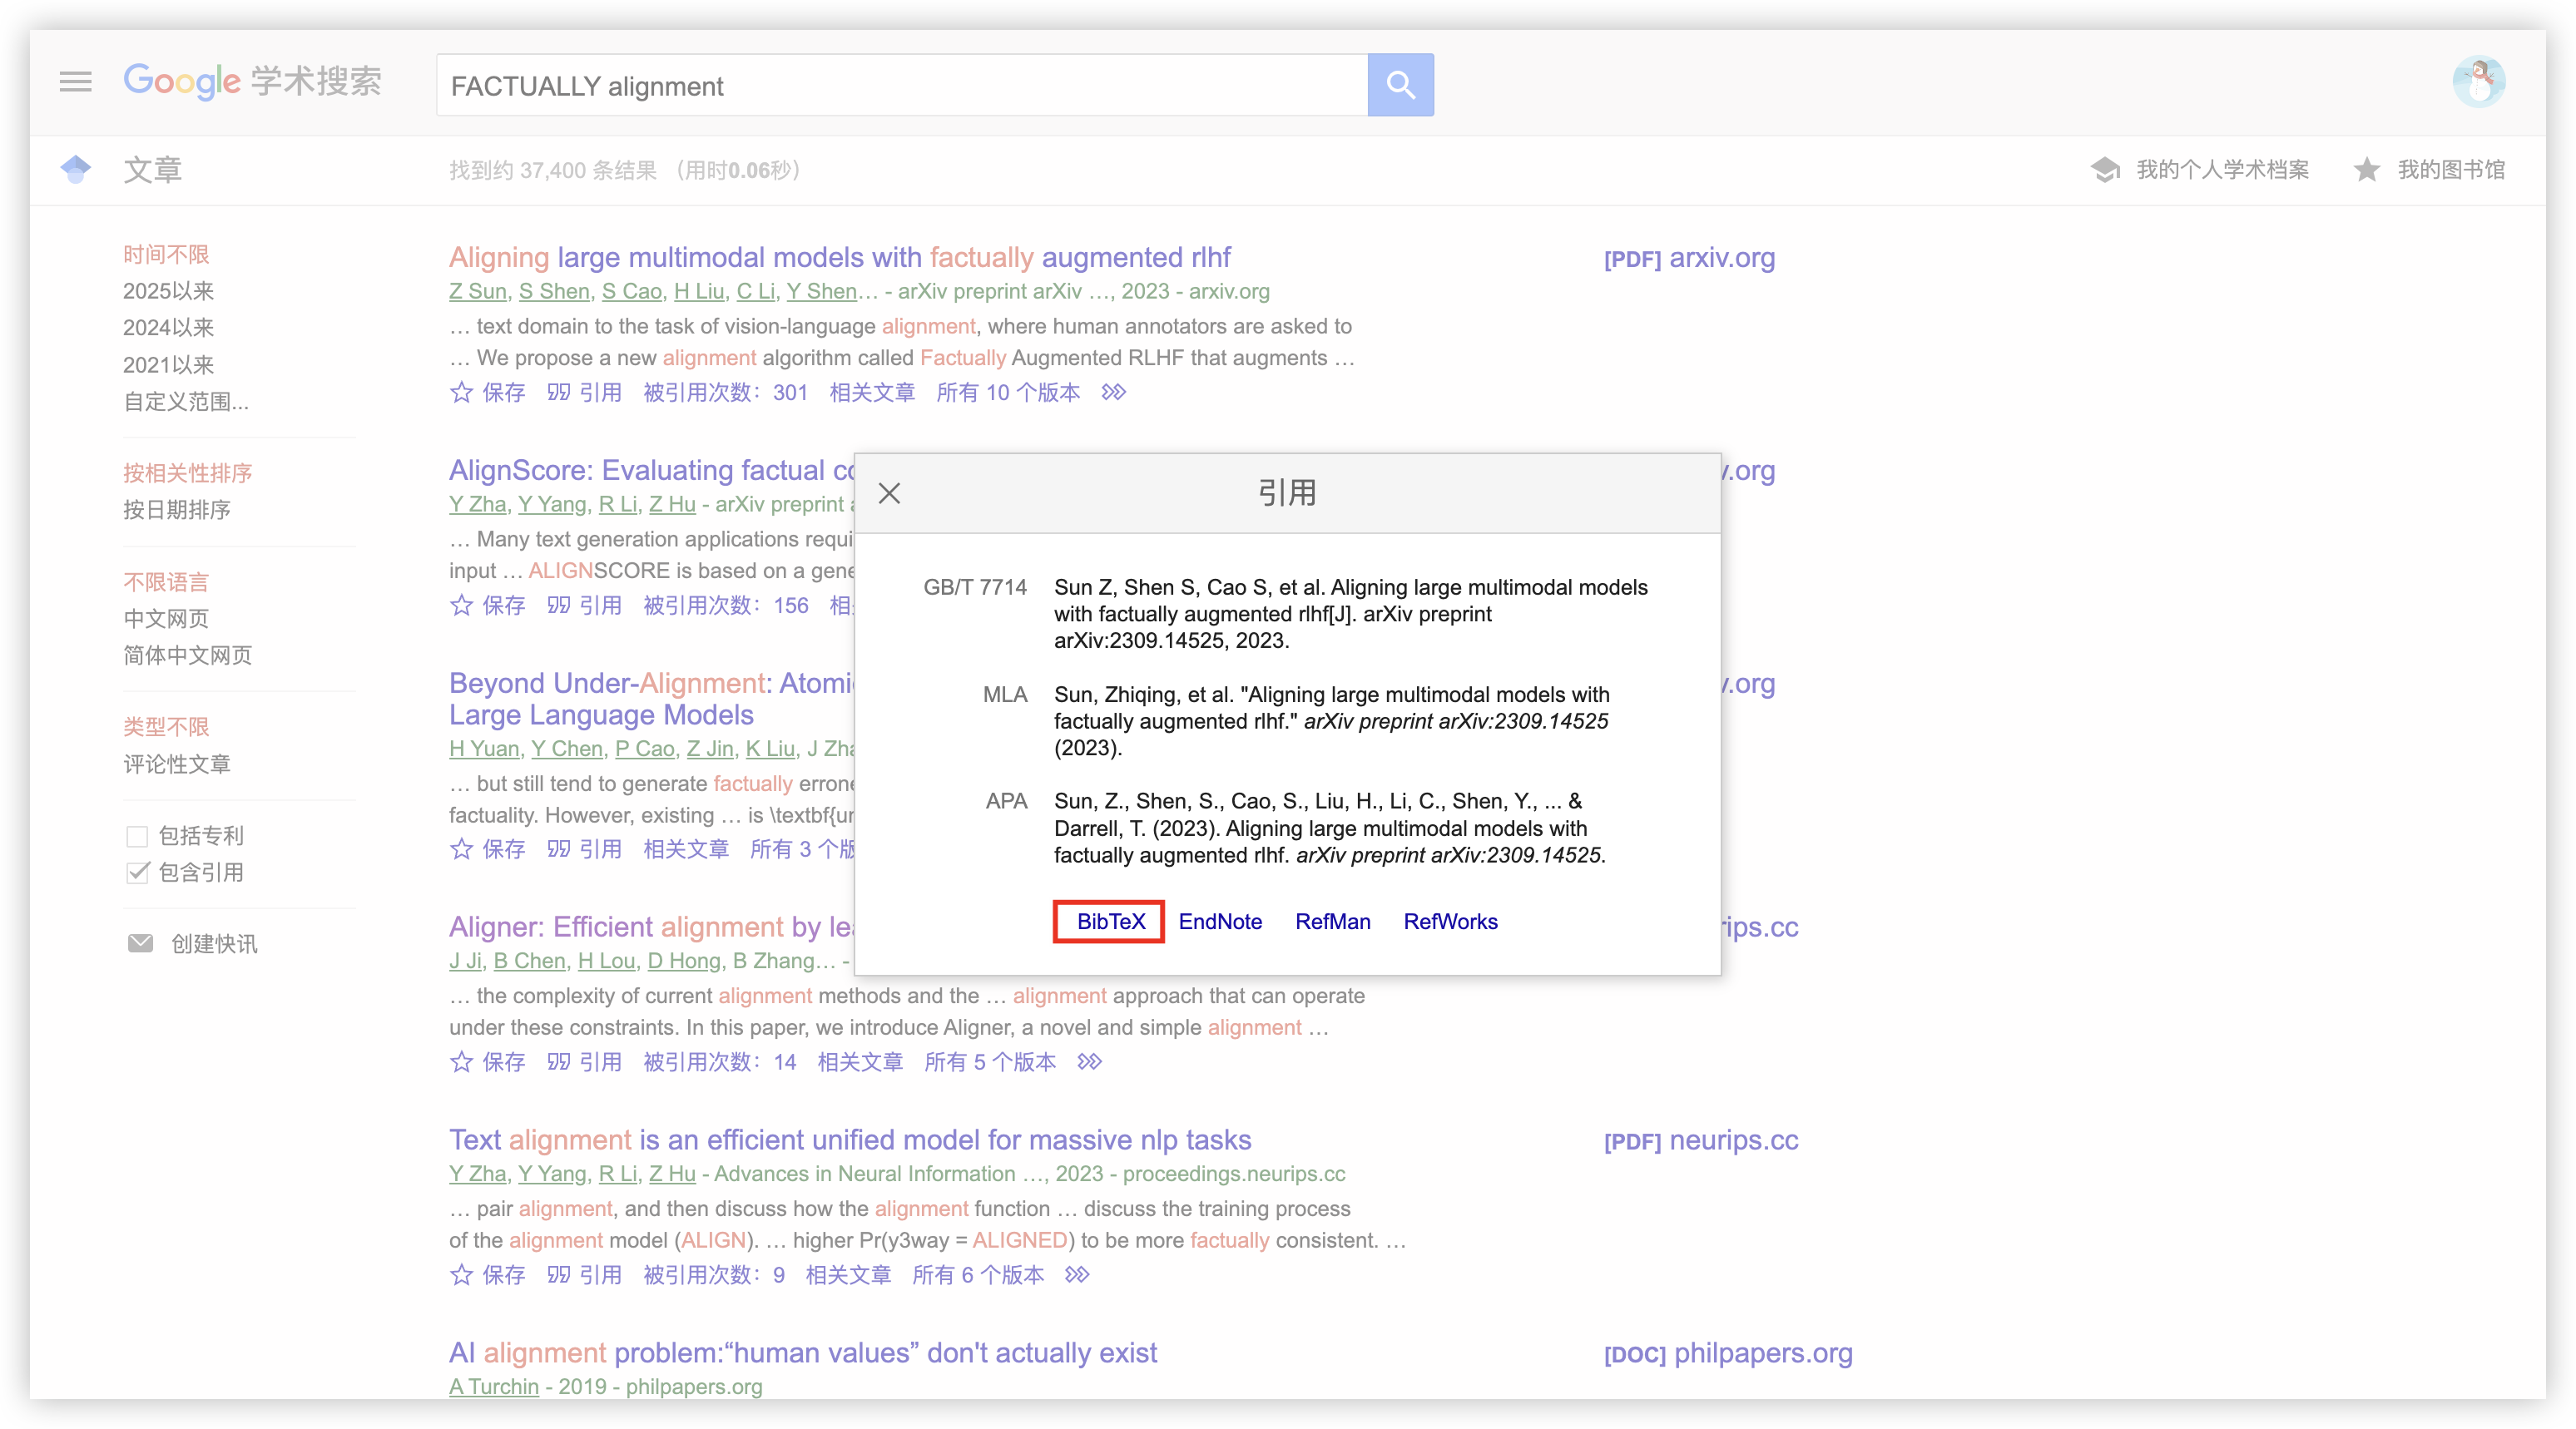 Google 学术搜索
FACTUALLY alignment
文章
找到约 37,400 条结果 （用时0.06秒）
我的个人学术档案
我的图书馆
时间不限
2025以来
2024以来
2021以来
自定义范围...
按相关性排序
按日期排序
不限语言
中文网页
简体中文网页
类型不限
评论性文章
包括专利
包含引用
创建快讯
Aligning large multimodal models with factually augmented rlhf
[PDF] arxiv.org
Z Sun, S Shen, S Cao, H Liu, C Li, Y Shen… - arXiv preprint arXiv …, 2023 - arxiv.org
… text domain to the task of vision-language alignment, where human annotators are asked to
… We propose a new alignment algorithm called Factually Augmented RLHF that augments …
保存 引用 被引用次数：301 相关文章 所有 10 个版本
AlignScore: Evaluating factual
v.org
Y Zha, Y Yang, R Li, Z Hu - arXiv preprint
… Many text generation applications requi
input … ALIGNSCORE is based on a gene
保存 引用 被引用次数：156 相
Beyond Under-Alignment: Atomi
v.org
Large Language Models
H Yuan, Y Chen, P Cao, Z Jin, K Liu, J Zha
… but still tend to generate factually errone
factuality. However, existing … is \textbf{un
保存 引用 相关文章 所有 3 个版
Aligner: Efficient alignment by lea
rips.cc
J Ji, B Chen, H Lou, D Hong, B Zhang… -
… the complexity of current alignment methods and the … alignment approach that can operate
under these constraints. In this paper, we introduce Aligner, a novel and simple alignment …
保存 引用 被引用次数：14 相关文章 所有 5 个版本
Text alignment is an efficient unified model for massive nlp tasks
[PDF] neurips.cc
Y Zha, Y Yang, R Li, Z Hu - Advances in Neural Information …, 2023 - proceedings.neurips.cc
… pair alignment, and then discuss how the alignment function … discuss the training process
of the alignment model (ALIGN). … higher Pr(y3way = ALIGNED) to be more factually consistent. …
保存 引用 被引用次数：9 相关文章 所有 6 个版本
AI alignment problem:“human values” don't actually exist
[DOC] philpapers.org
A Turchin - 2019 - philpapers.org
引用
GB/T 7714
Sun Z, Shen S, Cao S, et al. Aligning large multimodal models
with factually augmented rlhf[J]. arXiv preprint
arXiv:2309.14525, 2023.
MLA
Sun, Zhiqing, et al. "Aligning large multimodal models with
factually augmented rlhf." arXiv preprint arXiv:2309.14525
(2023).
APA
Sun, Z., Shen, S., Cao, S., Liu, H., Li, C., Shen, Y., ... &
Darrell, T. (2023). Aligning large multimodal models with
factually augmented rlhf. arXiv preprint arXiv:2309.14525.
BibTeX EndNote RefMan RefWorks